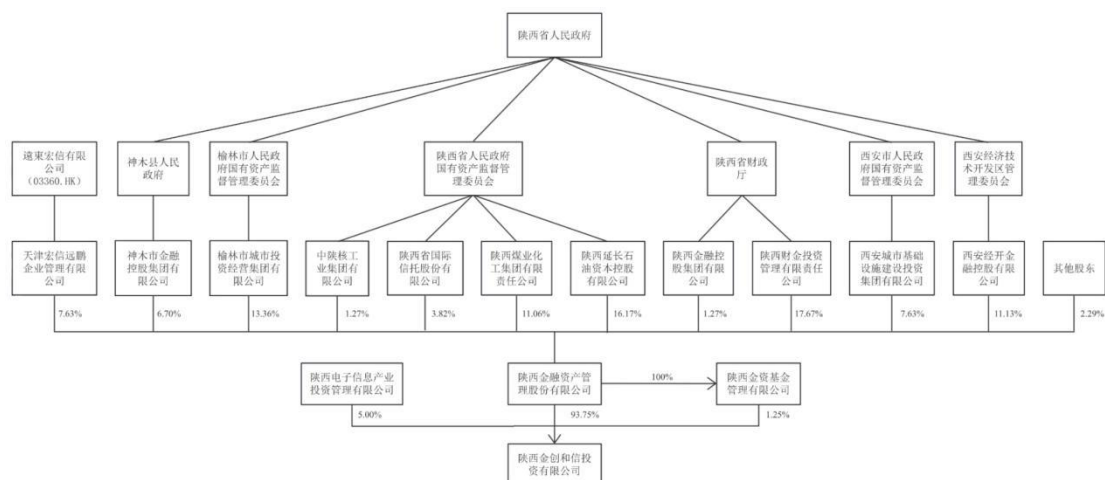 陕西省人民政府
遠東宏信有限
公司
（03360.HK）
神木县人民
政府
榆林市人民政
府国有资产监
督管理委员会
陕西省人民政府
国有资产监督管
理委员会
陕西省财政
厅
西安市人民政
府国有资产监
督管理委员会
西安经济技
术开发区管
理委员会
天津宏信远鹏
企业管理有限
公司
神木市金融
控股集团有
限公司
榆林市城市投
资经营集团有
限公司
中陕核工
业集团有
限公司
陕西省国际
信托股份有
限公司
陕西煤业化
工集团有限
责任公司
陕西延长石
油资本控股
有限公司
陕西金融控
股集团有限
公司
陕西财金投资
管理有限责任
公司
西安城市基础
设施建设投资
集团有限公司
西安经开金
融控股有限
公司
其他股东
7.63%
6.70%
13.36%
1.27%
3.82%
11.06%
16.17%
1.27%
17.67%
7.63%
11.13%
2.29%
陕西电子信息产业
投资管理有限公司
陕西金融资产管
理股份有限公司
100%
陕西金资基金
管理有限公司
5.00%
93.75%
1.25%
陕西金创和信投
资有限公司